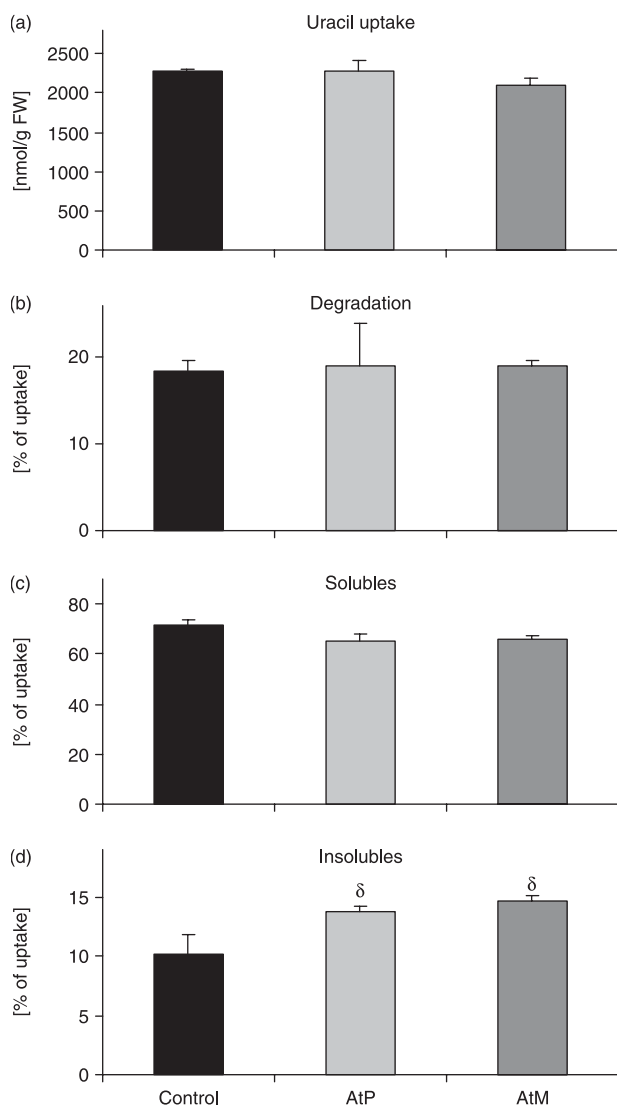 (a) Uracil uptake
[nmol/g FW]
2500
2000
1500
1000
500
0
(b) Degradation
[% of uptake]
20
10
0
(c) Solubles
[% of uptake]
80
60
40
20
0
(d) Insolubles
[% of uptake]
15
10
5
0
δ
δ
Control AtP AtM